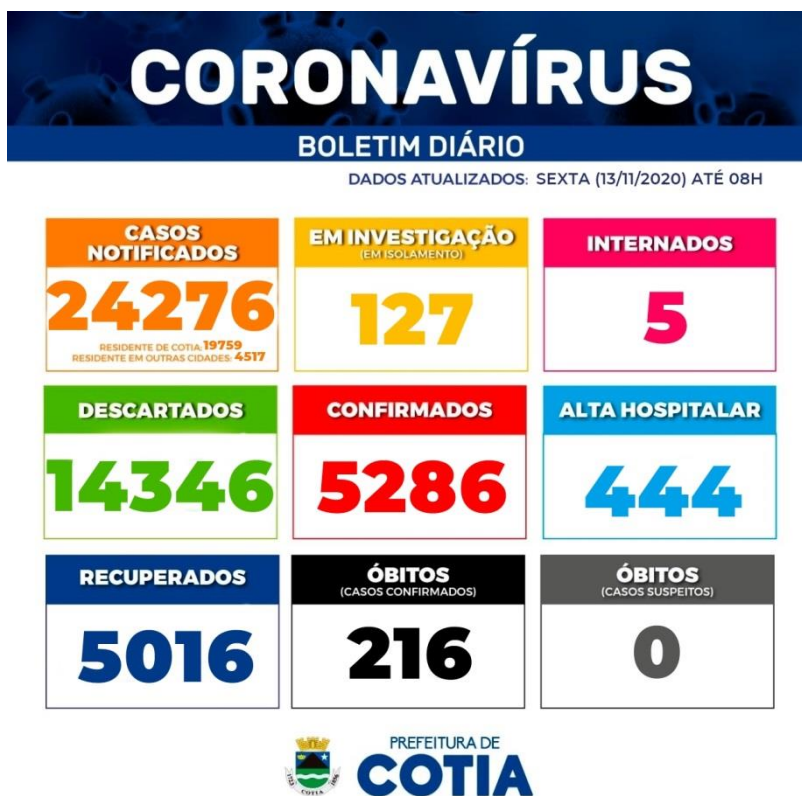 CORONAVÍRUS
BOLETIM DIÁRIO
DADOS ATUALIZADOS: SEXTA (13/11/2020) ATÉ 08H
CASOS
NOTIFICADOS
24276
RESIDENTE DE COTIA: 19759
RESIDENTE EM OUTRAS CIDADES: 4517
EM INVESTIGAÇÃO
(EM ISOLAMENTO)
127
INTERNADOS
5
DESCARTADOS
14346
CONFIRMADOS
5286
ALTA HOSPITALAR
444
RECUPERADOS
5016
ÓBITOS
(CASOS CONFIRMADOS)
216
ÓBITOS
(CASOS SUSPEITOS)
0
PREFEITURA DE
COTIA
COTIA